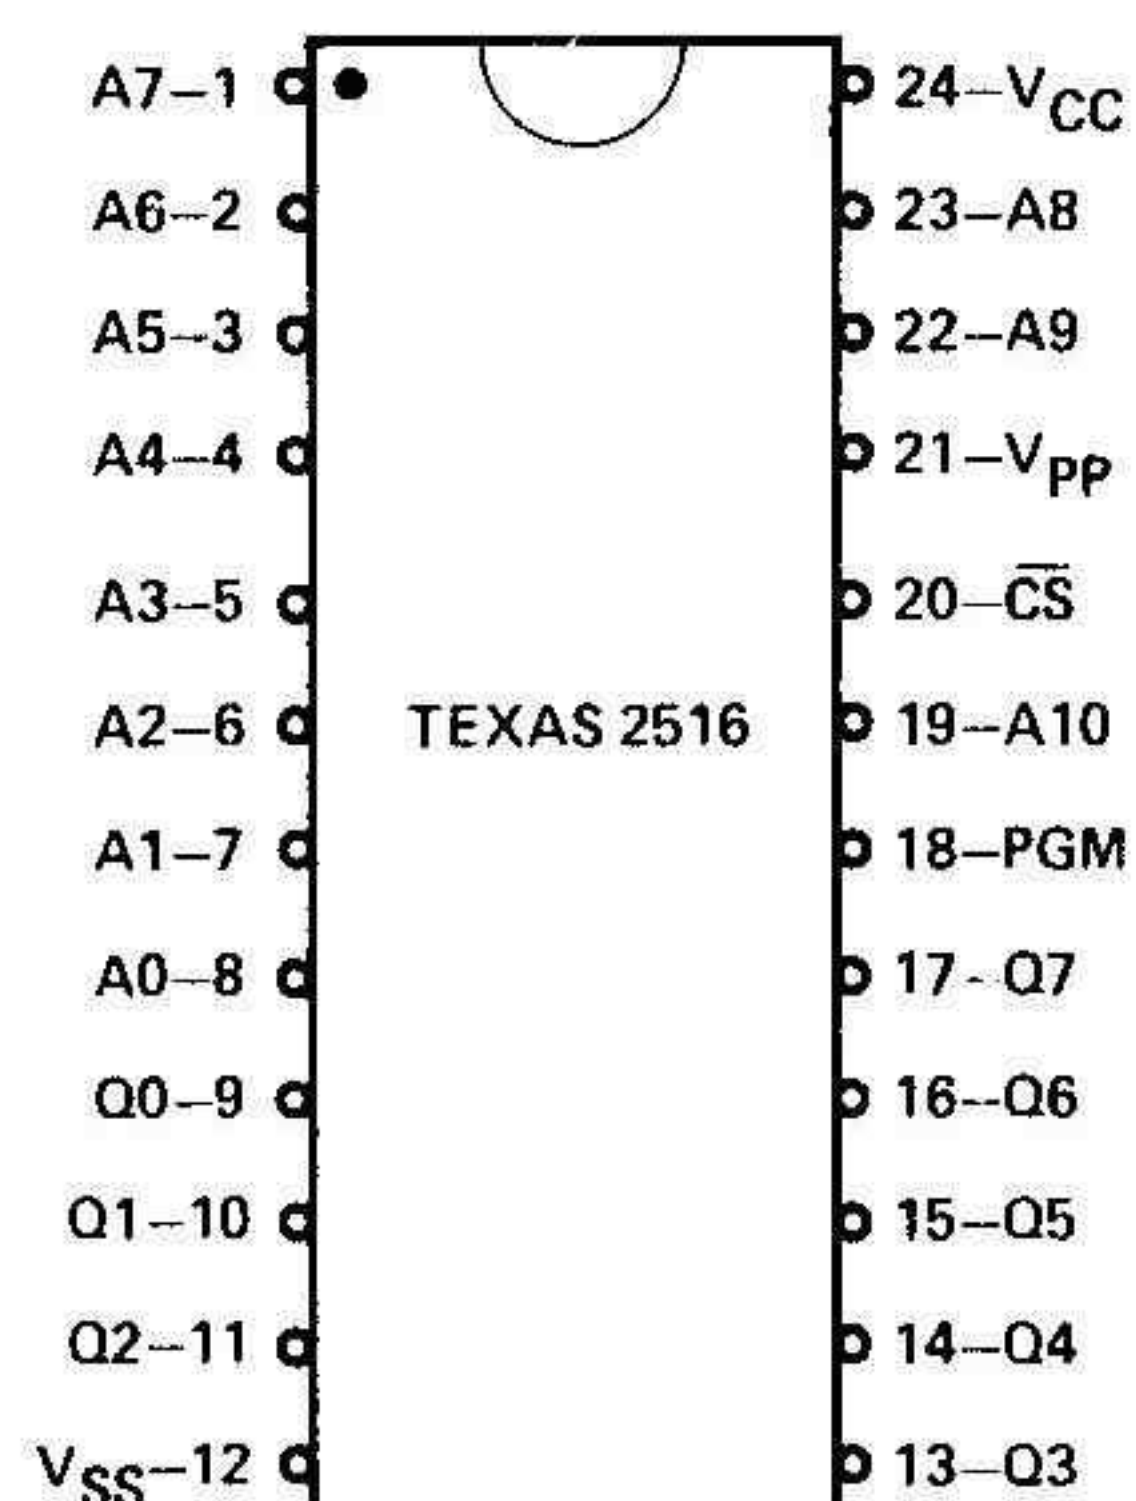 A7–1 24–VCC
A6–2 23–A8
A5–3 22–A9
A4–4 21–VPP
A3–5 20–C̅S̅
A2–6 TEXAS 2516 19–A10
A1–7 18–PGM
A0–8 17-Q7
Q0–9 16–Q6
Q1–10 15–Q5
Q2–11 14–Q4
VSS–12 13–Q3